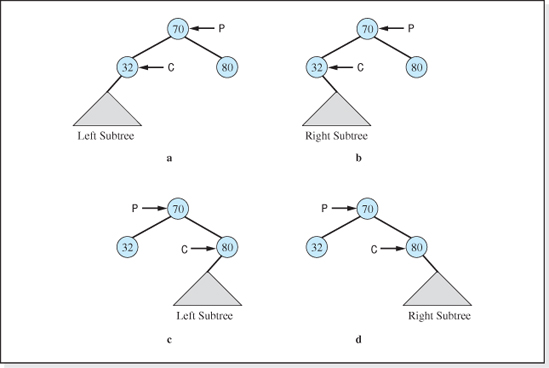 70 P
32 C 80
Left Subtree
a
70 P
32 C 80
Right Subtree
b
P 70
32 C 80
Left Subtree
c
P 70
32 C 80
Right Subtree
d